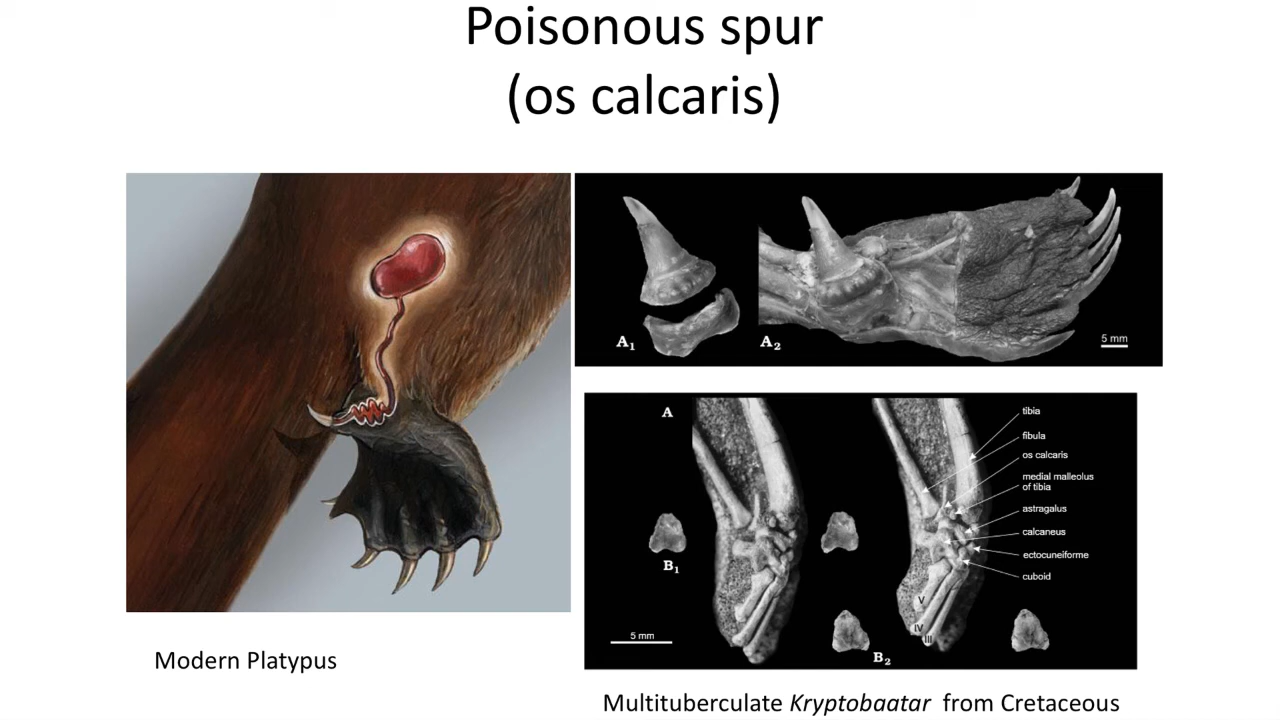 Poisonous spur
(os calcaris)
A1
A2
5 mm
A
tibia
fibula
os calcaris
medial malleolus
of tibia
astragalus
calcaneus
ectocuneiforme
cuboid
B1
V
IV
III
5 mm
B2
Modern Platypus
Multituberculate Kryptobaatar from Cretaceous